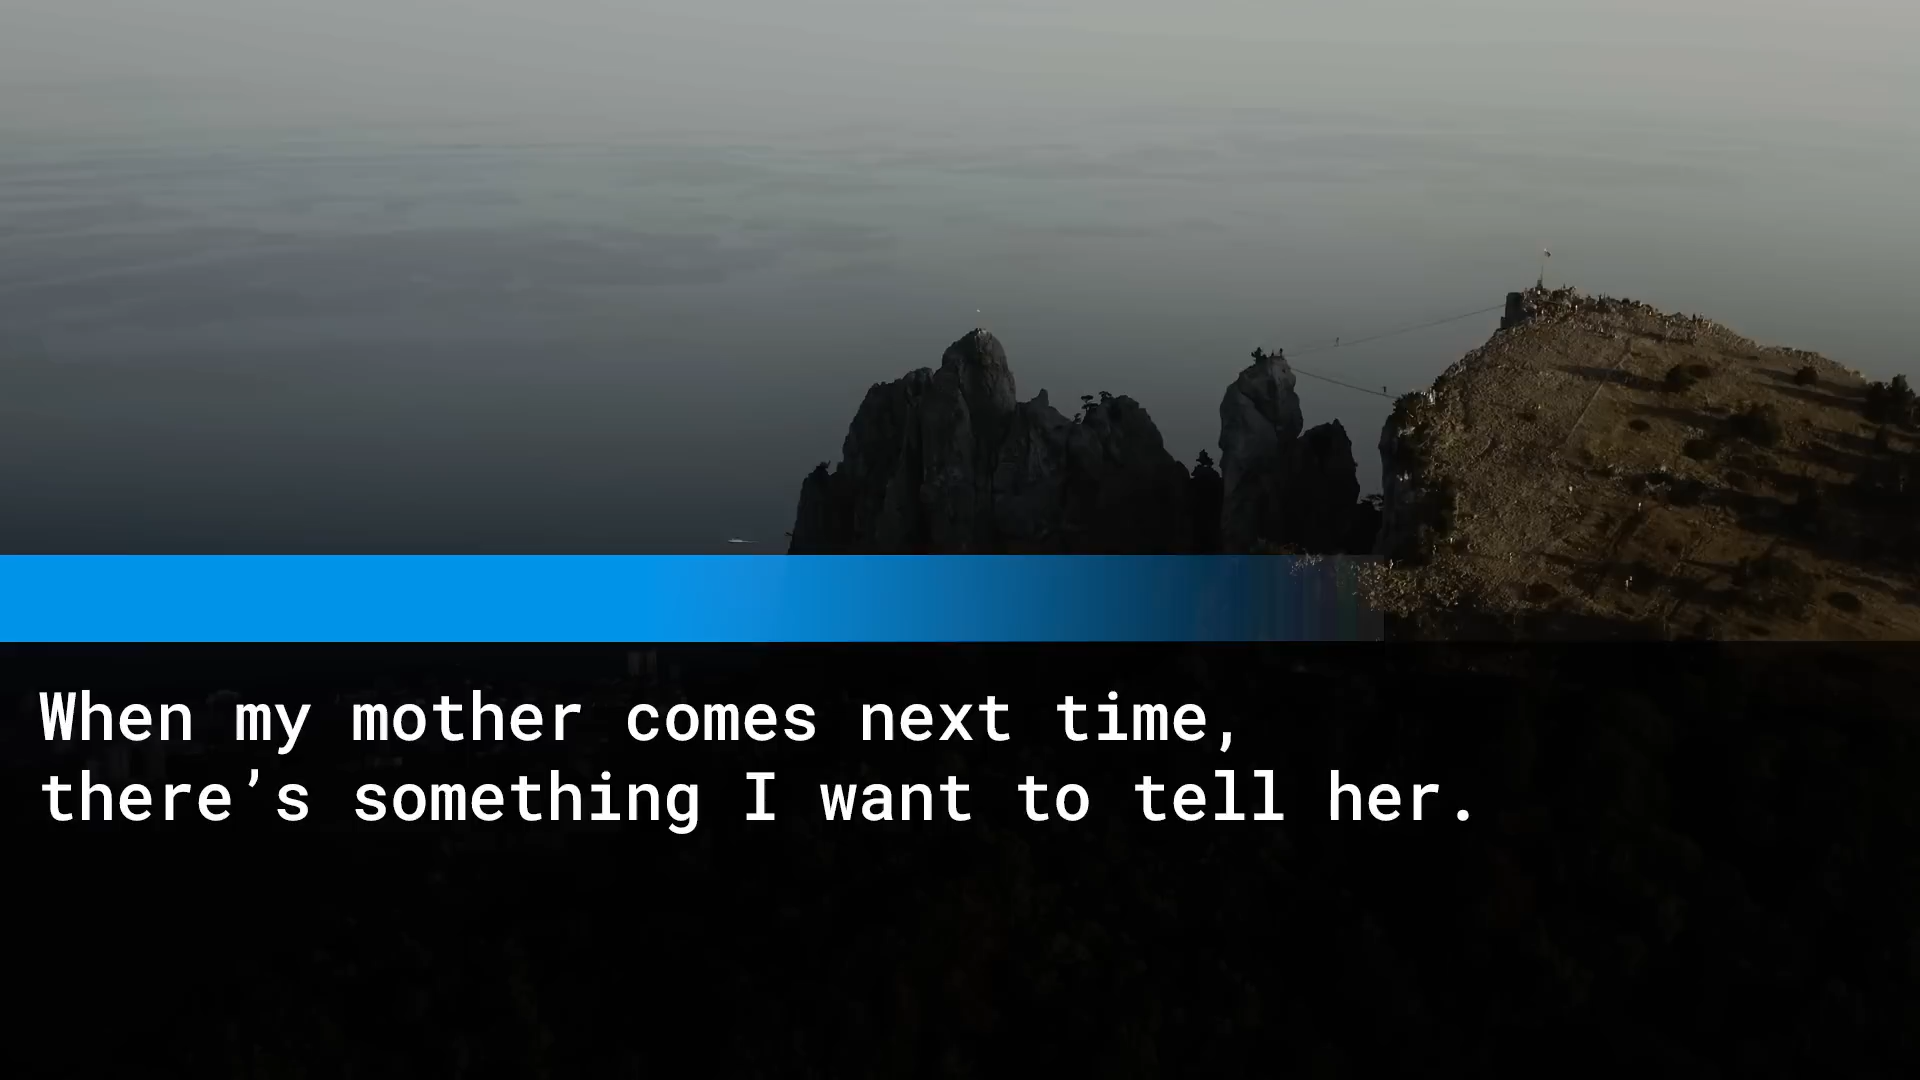 When my mother comes next time,
there’s something I want to tell her.